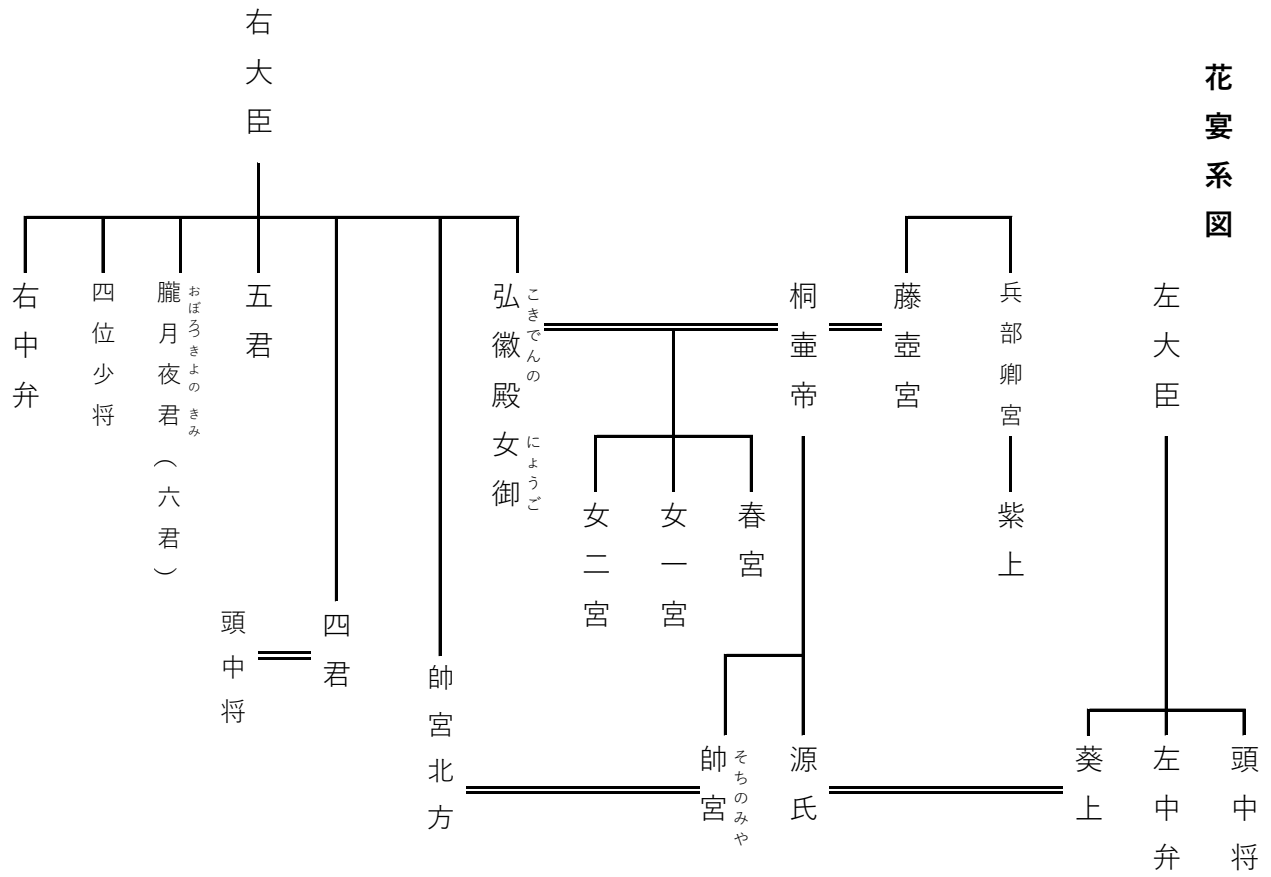 花宴系図
左大臣
頭中将
左中弁
葵上
兵部卿宮
紫上
藤壺宮
桐壷帝
源氏
帥宮
そちのみや
春宮
女一宮
女二宮
弘徽殿女御
こきでんの にょうご
帥宮北方
右大臣
四君
頭中将
五君
朧月夜君(六君)
おぼろづきよの きみ
四位少将
右中弁